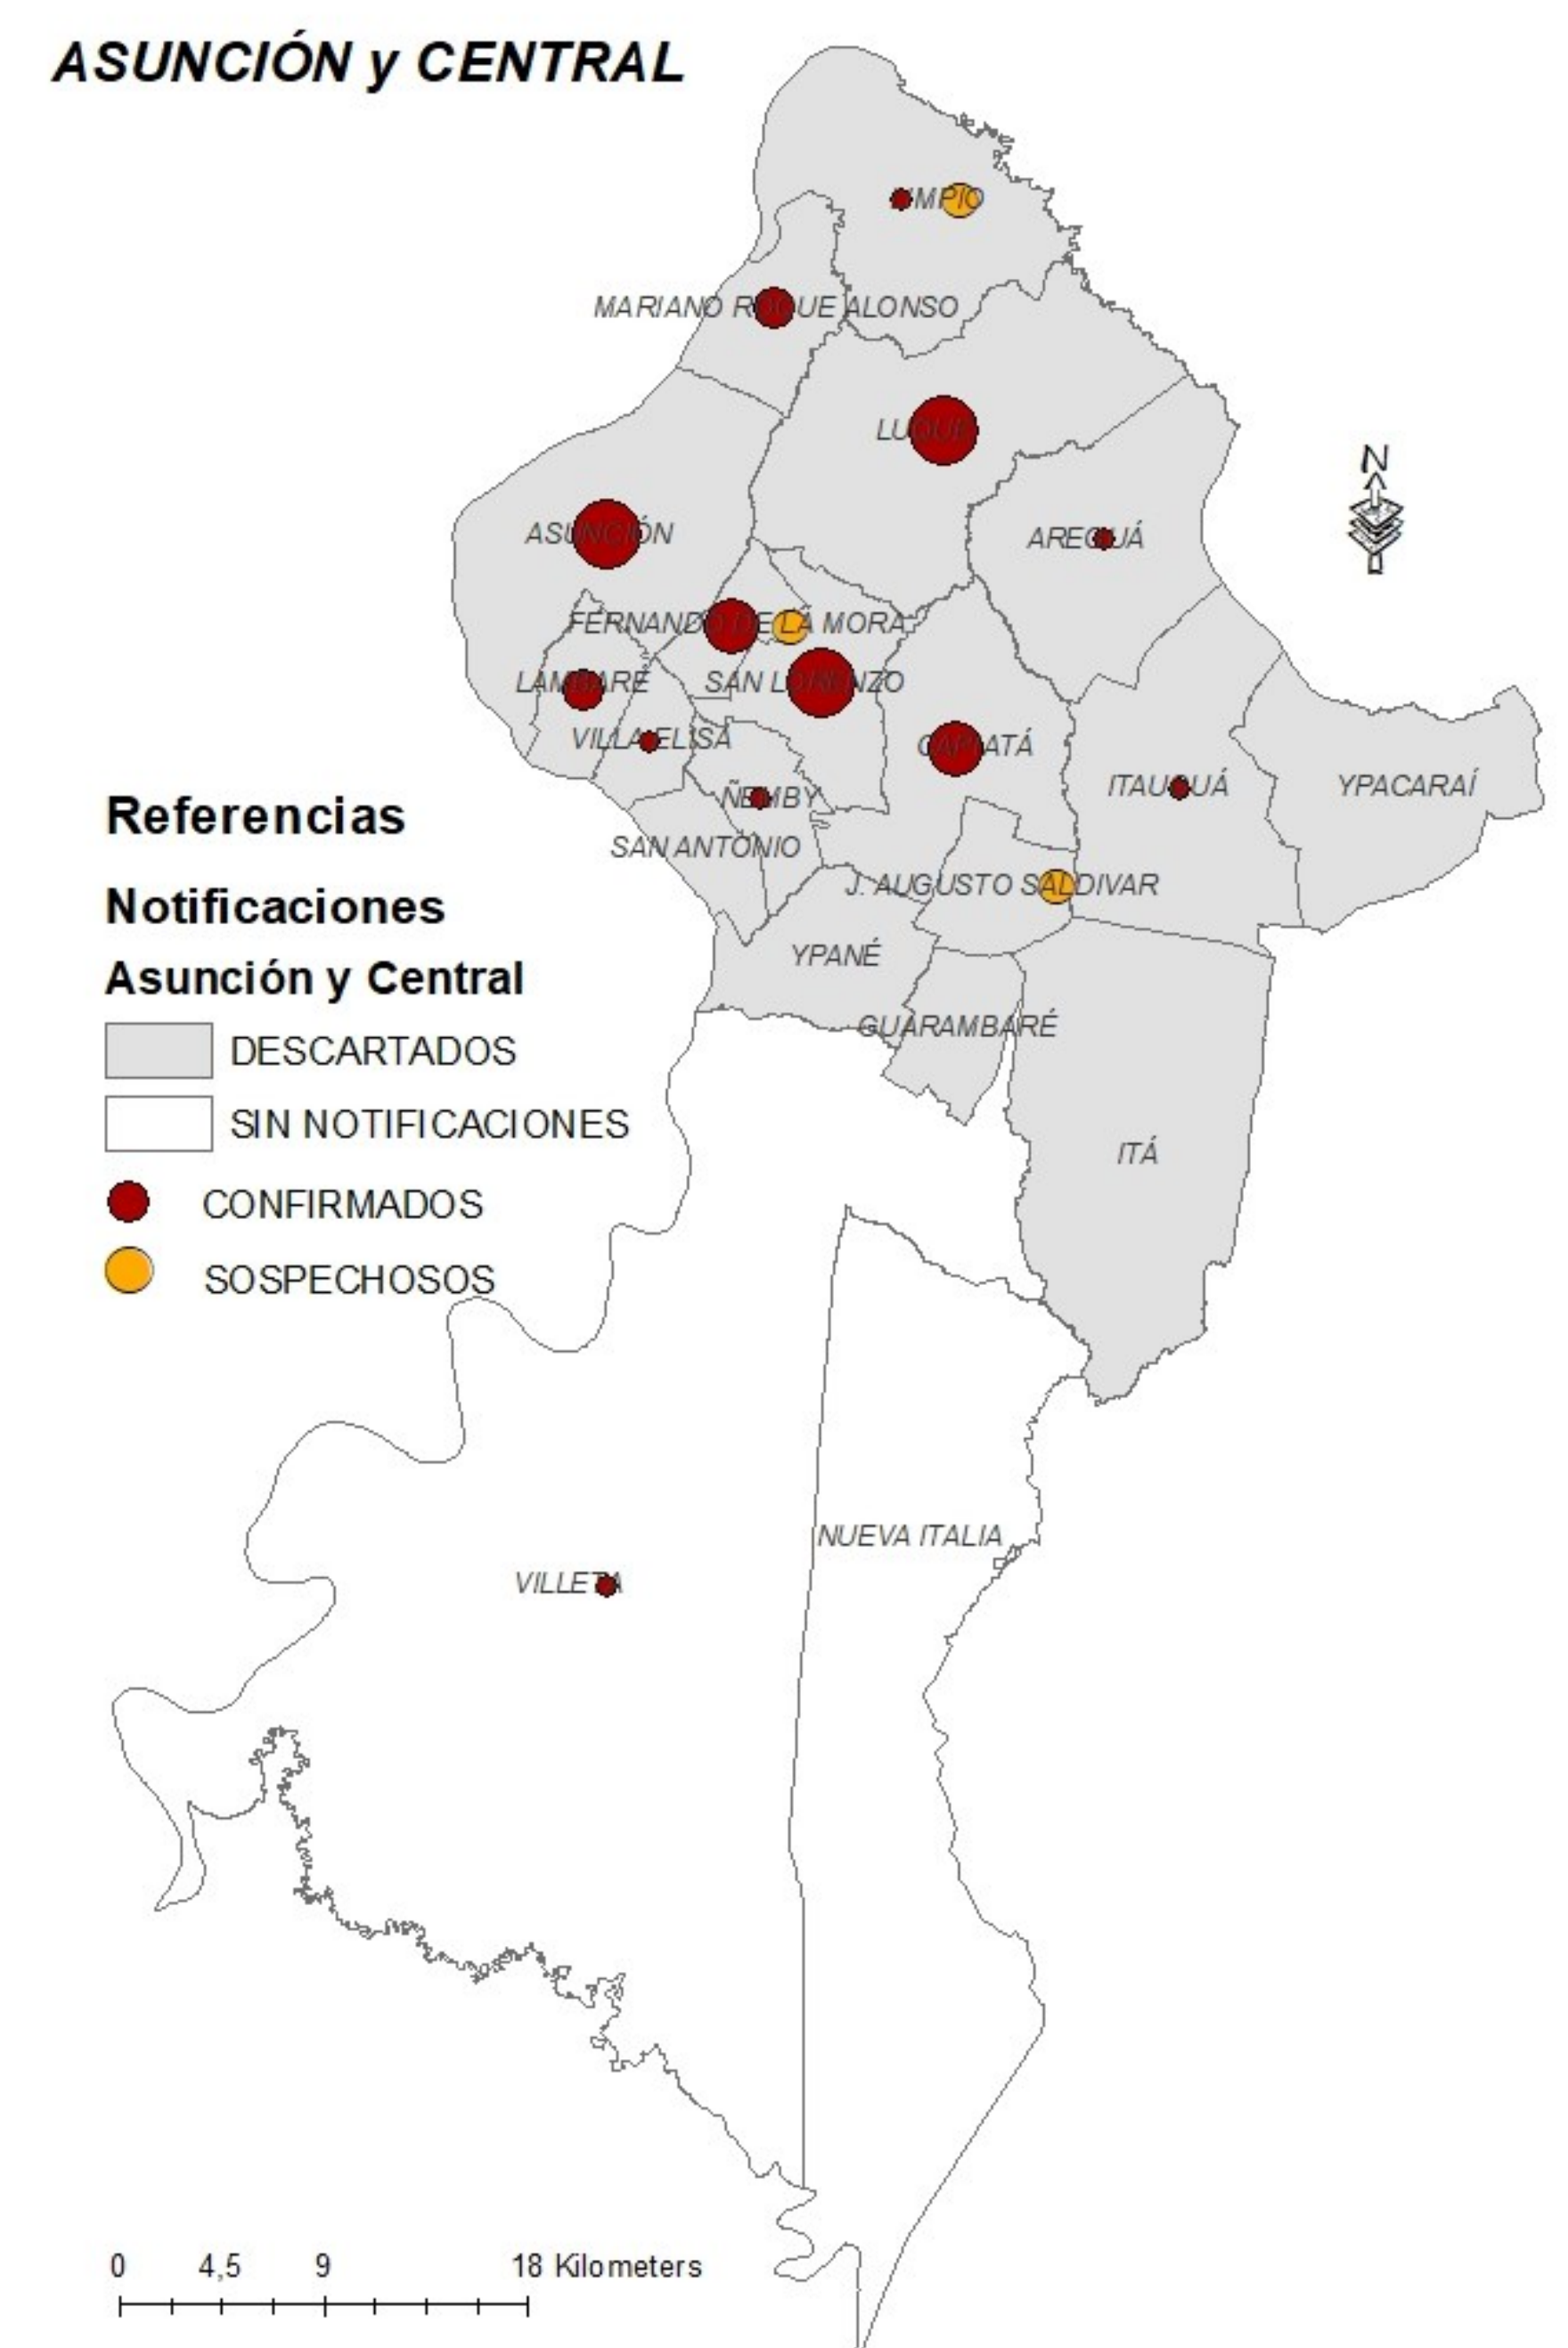 ASUNCIÓN y CENTRAL
LIMPIO
MARIANO ROQUE ALONSO
LUQUE
N
ASUNCIÓN
AREGUÁ
FERNANDO DE LA MORA
LAMBARÉ
SAN LORENZO
VILLA ELISA
CAPIATÁ
ITAUGUÁ
YPACARAÍ
ÑEMBY
SAN ANTONIO
J. AUGUSTO SALDIVAR
YPANÉ
GUARAMBARÉ
ITÁ
Referencias
Notificaciones
Asunción y Central
DESCARTADOS
SIN NOTIFICACIONES
CONFIRMADOS
SOSPECHOSOS
NUEVA ITALIA
VILLETA
0 4,5 9 18 Kilometers